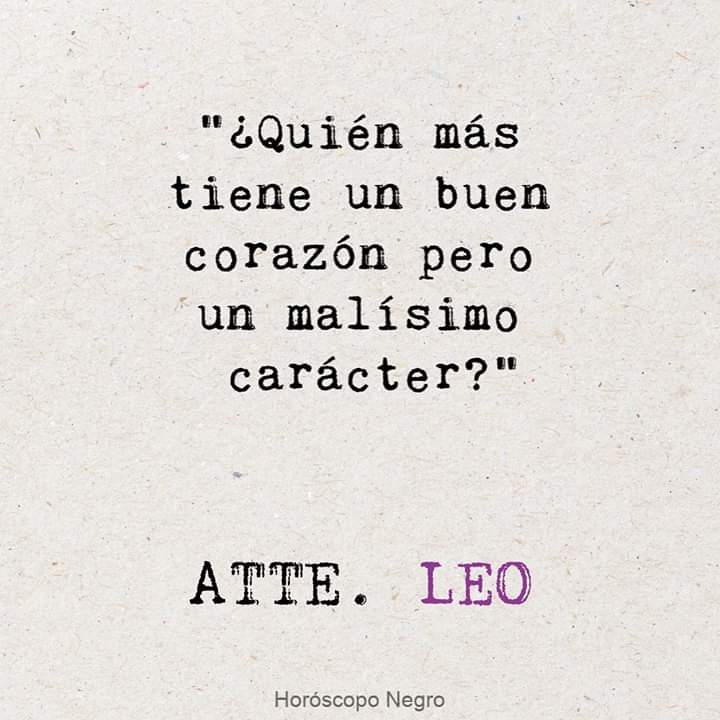 "¿Quién más
tiene un buen
corazón pero
un malísimo
carácter?"
ATTE. LEO
Horóscopo Negro